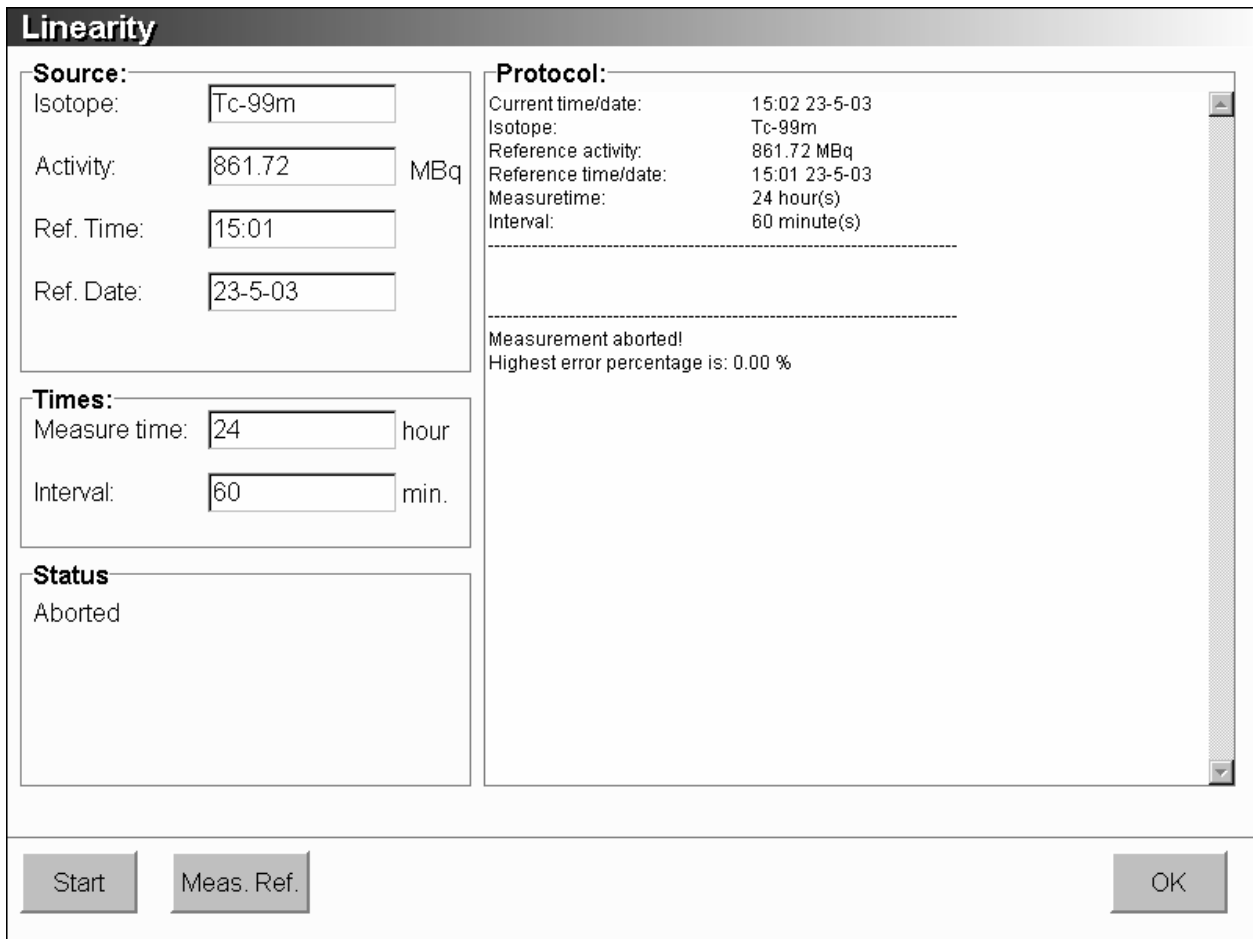 Linearity
Source:
Isotope: Tc-99m
Activity: 861.72 MBq
Ref. Time: 15:01
Ref. Date: 23-5-03
Times:
Measure time: 24 hour
Interval: 60 min.
Status
Aborted
Protocol:
Current time/date: 15:02 23-5-03
Isotope: Tc-99m
Reference activity: 861.72 MBq
Reference time/date: 15:01 23-5-03
Measuretime: 24 hour(s)
Interval: 60 minute(s)
--------------------------------------------------------------------------------
--------------------------------------------------------------------------------
Measurement aborted!
Highest error percentage is: 0.00 %
Start Meas. Ref. OK